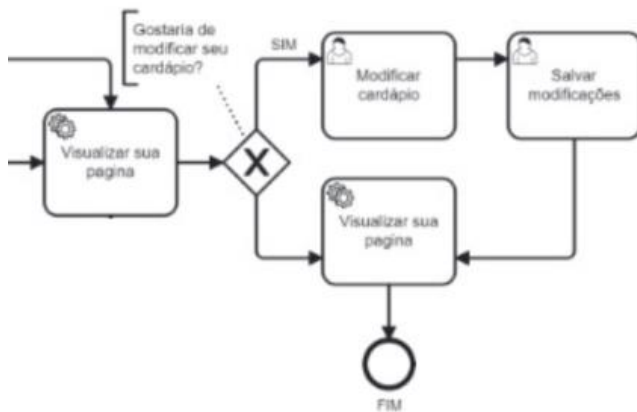 Gostaria de
modificar seu
cardápio?
SIM
Modificar
cardápio
Salvar
modificações
Visualizar sua
pagina
Visualizar sua
pagina
FIM